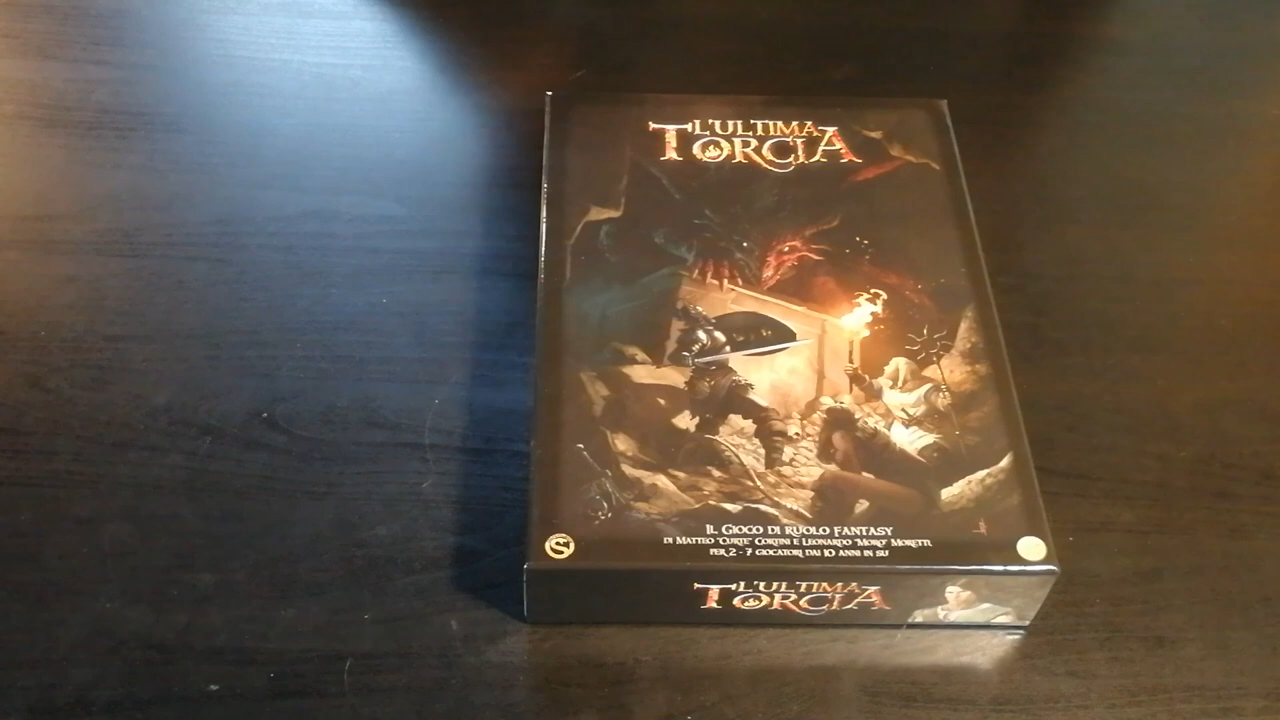 L'ULTIMA
TORCIA
IL GIOCO DI RUOLO FANTASY
DI MATTEO "CURTE" CORTINI E LEONARDO "MORO" MORETTI
PER 2 - 7 GIOCATORI DAI 10 ANNI IN SU
L'ULTIMA
TORCIA